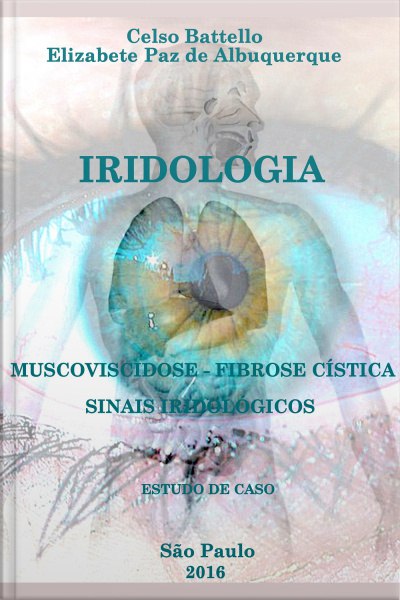 Celso Battello
Elizabete Paz de Albuquerque
IRIDOLOGIA
MUSCOVISCIDOSE - FIBROSE CÍSTICA
SINAIS IRIDOLÓGICOS
ESTUDO DE CASO
São Paulo
2016